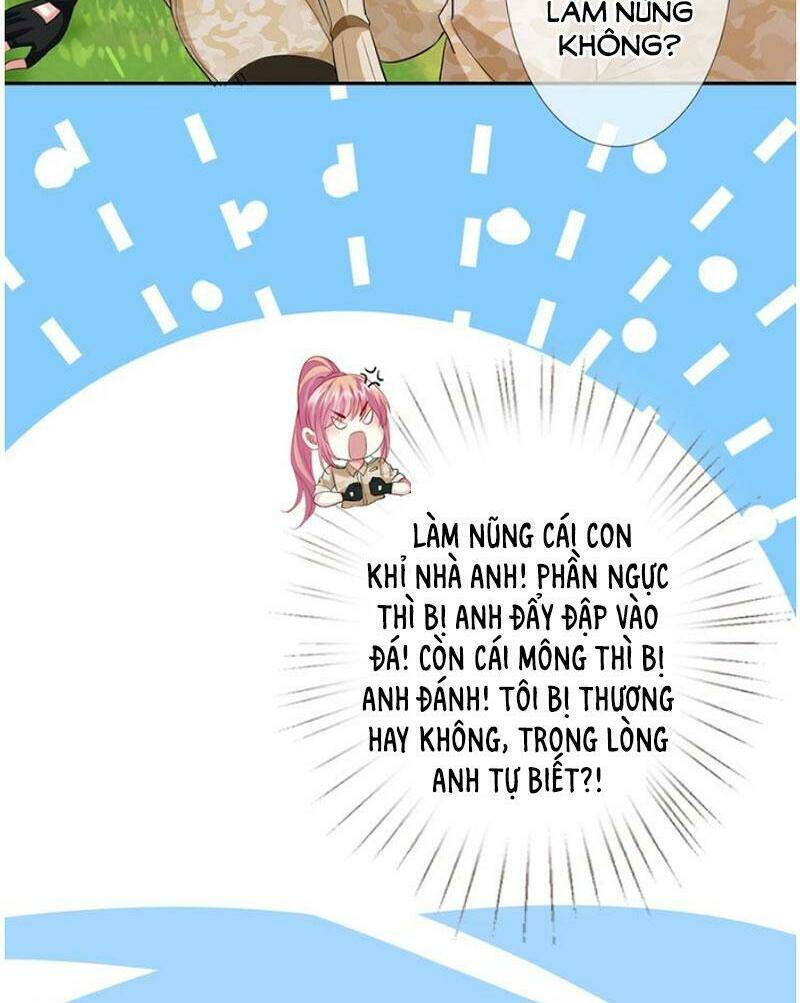 LÀM NŨNG
KHÔNG?
LÀM NŨNG CÁI CON
KHỈ NHÀ ANH! PHẦN NGỰC
THÌ BỊ ANH ĐẨY ĐẬP VÀO
ĐÁ! CÒN CÁI MÔNG THÌ BỊ
ANH ĐÁNH! TÔI BỊ THƯƠNG
HAY KHÔNG, TRONG LÒNG
ANH TỰ BIẾT?!